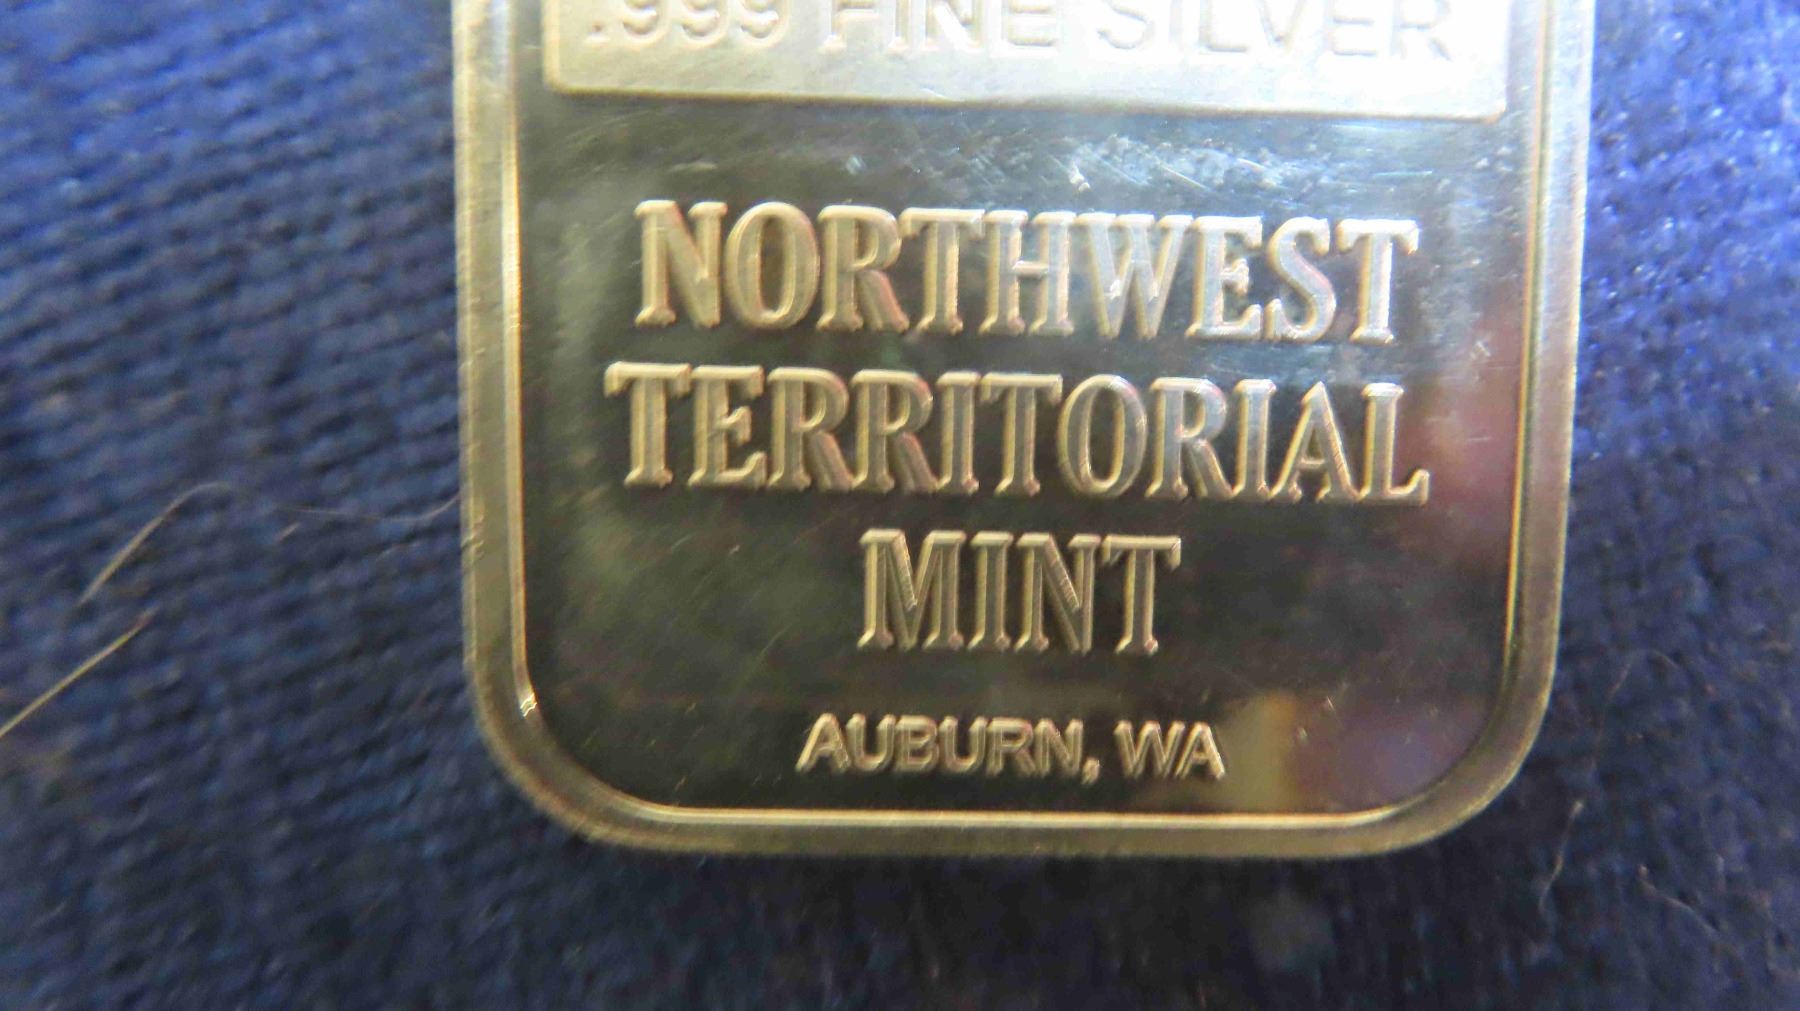 .999 FINE SILVER
NORTHWEST
TERRITORIAL
MINT
AUBURN, WA